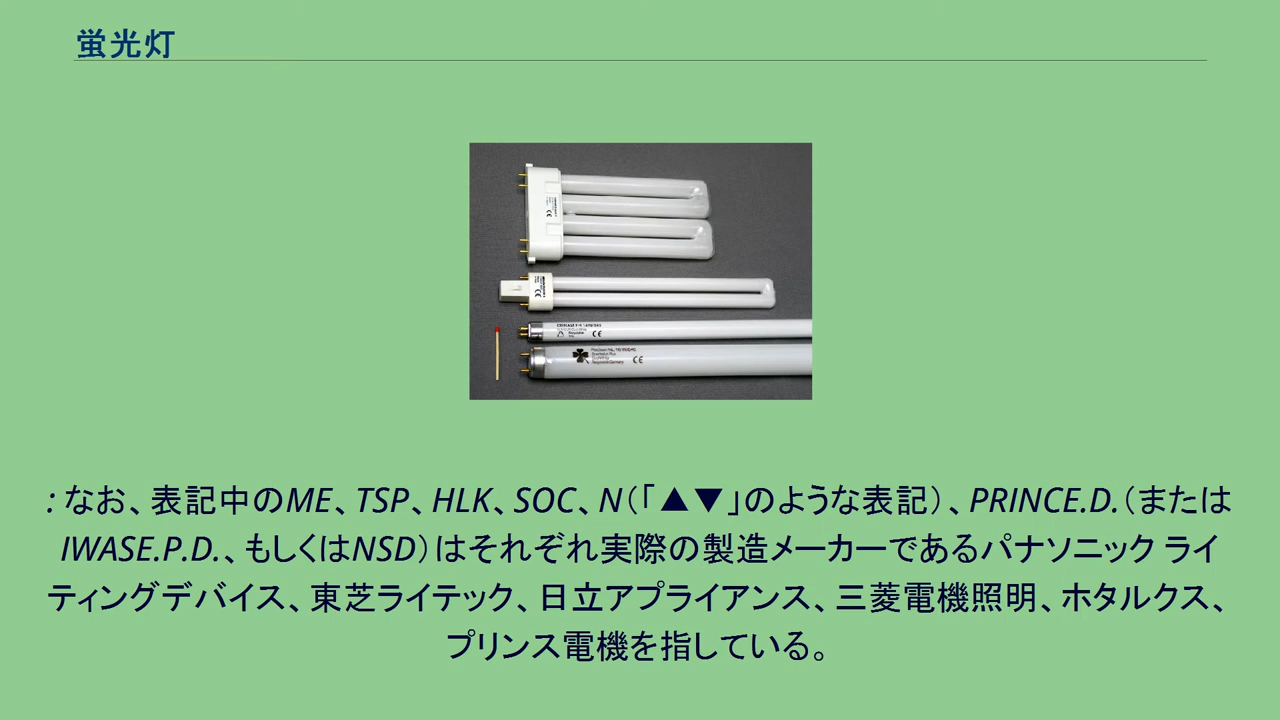 蛍光灯
: なお、表記中のME、TSP、HLK、SOC、N(「▲▼」のような表記)、PRINCE.D.(または
IWASE.P.D.、もしくはNSD)はそれぞれ実際の製造メーカーであるパナソニック ライ
ティングデバイス、東芝ライテック、日立アプライアンス、三菱電機照明、ホタルクス、
プリンス電機を指している。